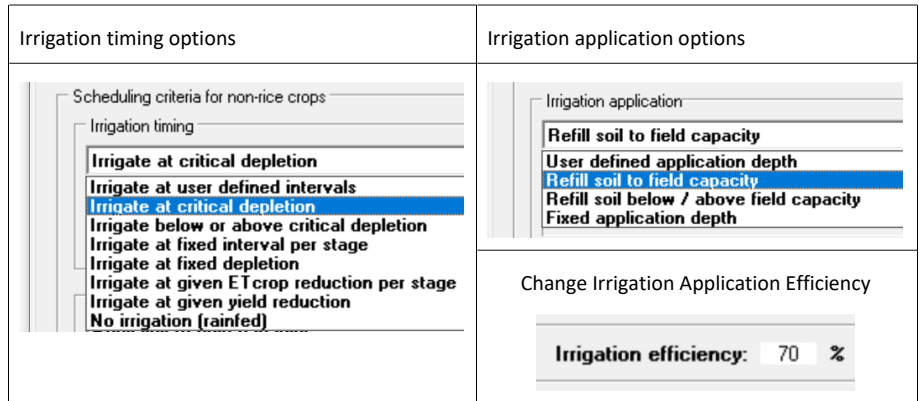 Irrigation timing options
Scheduling criteria for non-rice crops
Irrigation timing
Irrigate at critical depletion
Irrigate at user defined intervals
Irrigate at critical depletion
Irrigate below or above critical depletion
Irrigate at fixed interval per stage
Irrigate at fixed depletion
Irrigate at given ETcrop reduction per stage
Irrigate at given yield reduction
No irrigation (rainfed)
Irrigation application options
Irrigation application
Refill soil to field capacity
User defined application depth
Refill soil to field capacity
Refill soil below / above field capacity
Fixed application depth
Change Irrigation Application Efficiency
Irrigation efficiency: 70 %